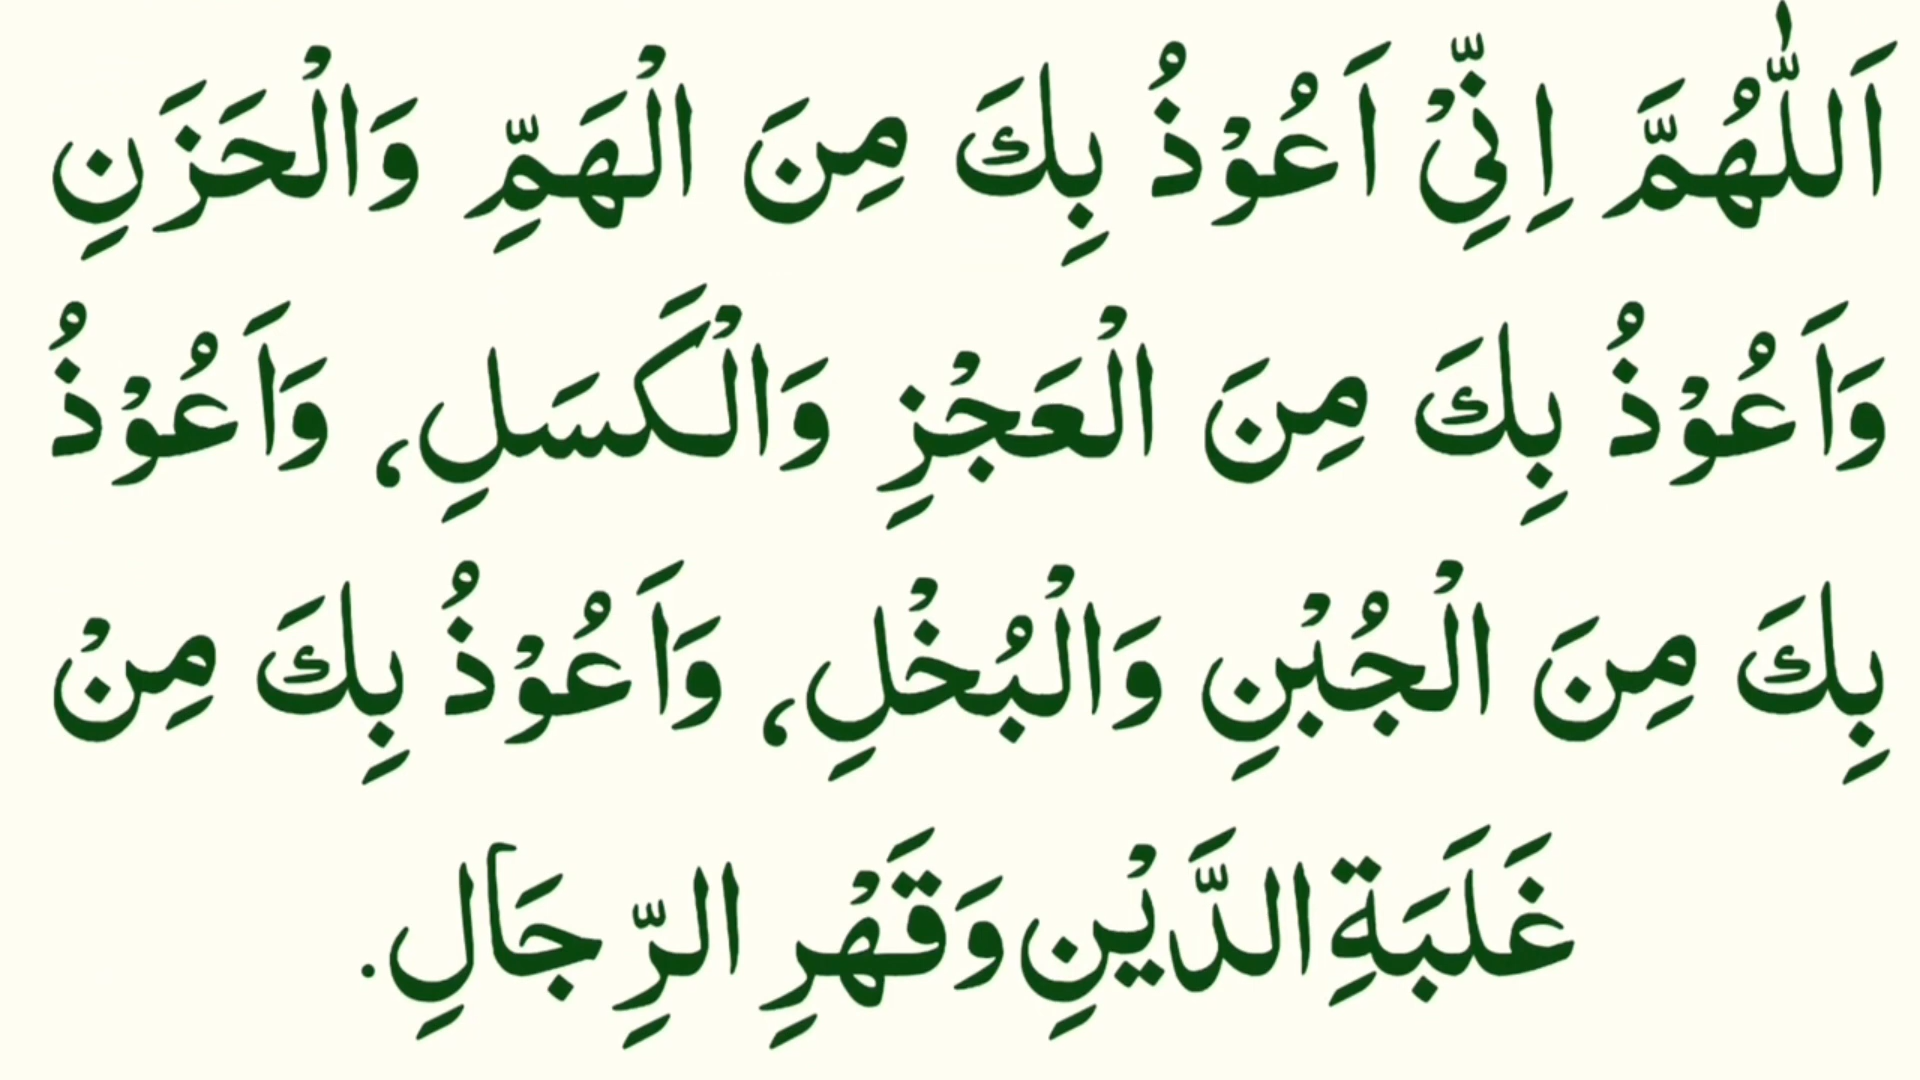 اَللّٰهُمَّ اِنِّيْ اَعُوْذُ بِكَ مِنَ الْهَمِّ وَالْحَزَنِ
وَاَعُوْذُ بِكَ مِنَ الْعَجْزِ وَالْكَسَلِ، وَاَعُوْذُ
بِكَ مِنَ الْجُبْنِ وَالْبُخْلِ، وَاَعُوْذُ بِكَ مِنْ
غَلَبَةِ الدَّيْنِ وَقَهْرِ الرِّجَالِ.